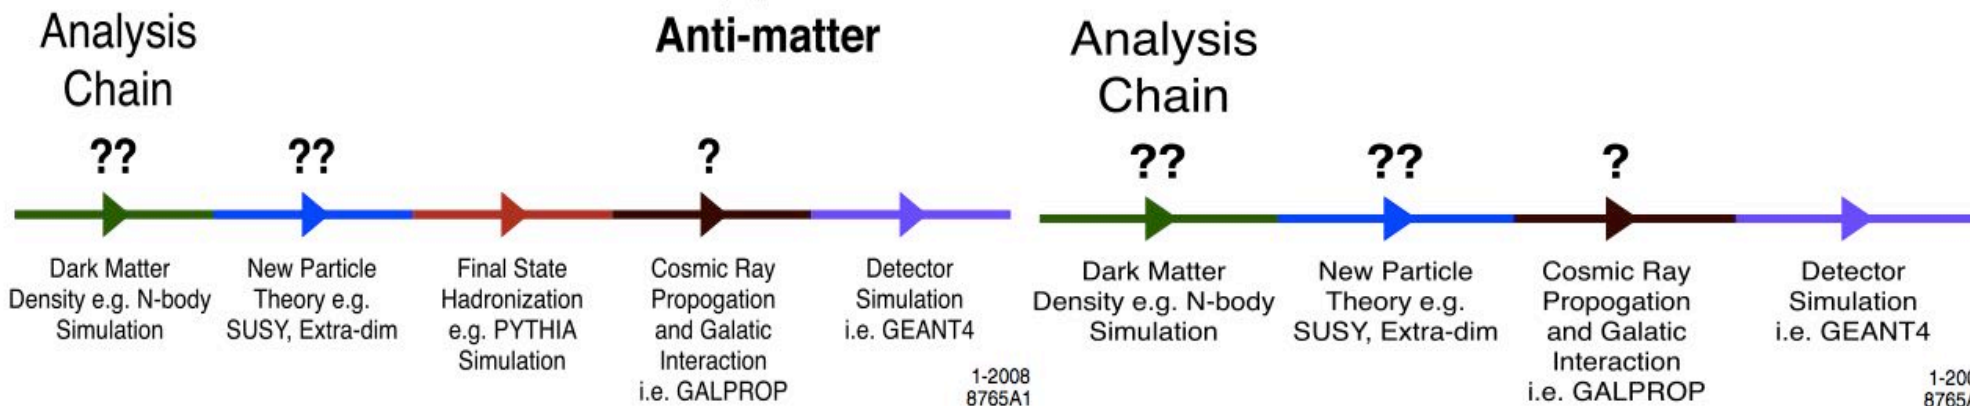 Analysis
Chain
Anti-matter
??
??
?
Dark Matter
Density e.g. N-body
Simulation
New Particle
Theory e.g.
SUSY, Extra-dim
Final State
Hadronization
e.g. PYTHIA
Simulation
Cosmic Ray
Propogation
and Galatic
Interaction
i.e. GALPROP
Detector
Simulation
i.e. GEANT4
1-2008
8765A1
Analysis
Chain
??
??
?
Dark Matter
Density e.g. N-body
Simulation
New Particle
Theory e.g.
SUSY, Extra-dim
Cosmic Ray
Propogation
and Galatic
Interaction
i.e. GALPROP
Detector
Simulation
i.e. GEANT4